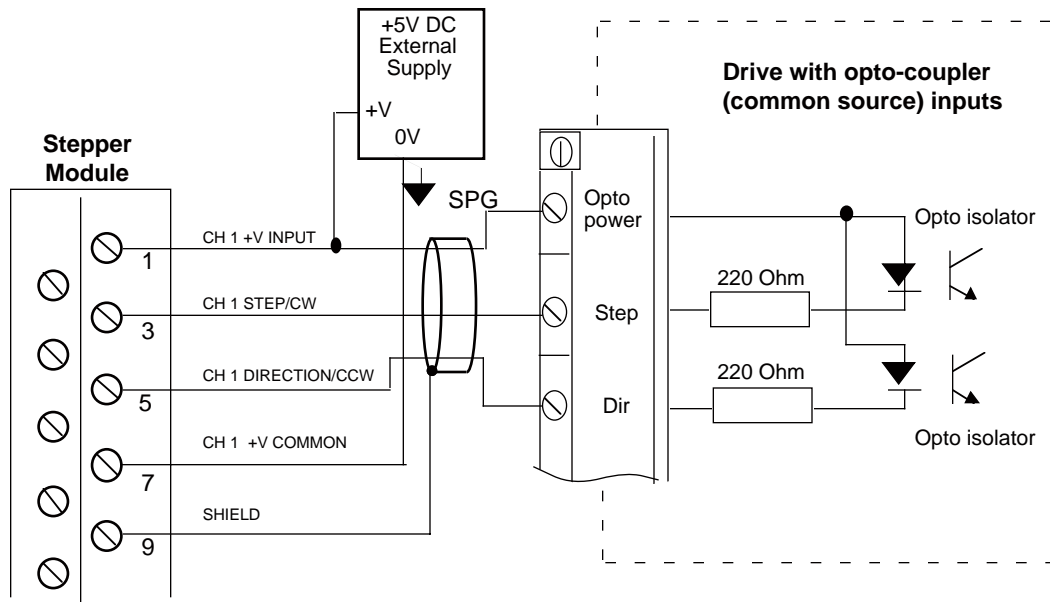 +5V DC
External
Supply
+V
0V
Drive with opto-coupler
(common source) inputs
Stepper
Module
SPG
Opto
power
Opto isolator
CH 1 +V INPUT
1
220 Ohm
CH 1 STEP/CW
3
Step
220 Ohm
CH 1 DIRECTION/CCW
5
Dir
Opto isolator
CH 1 +V COMMON
7
SHIELD
9